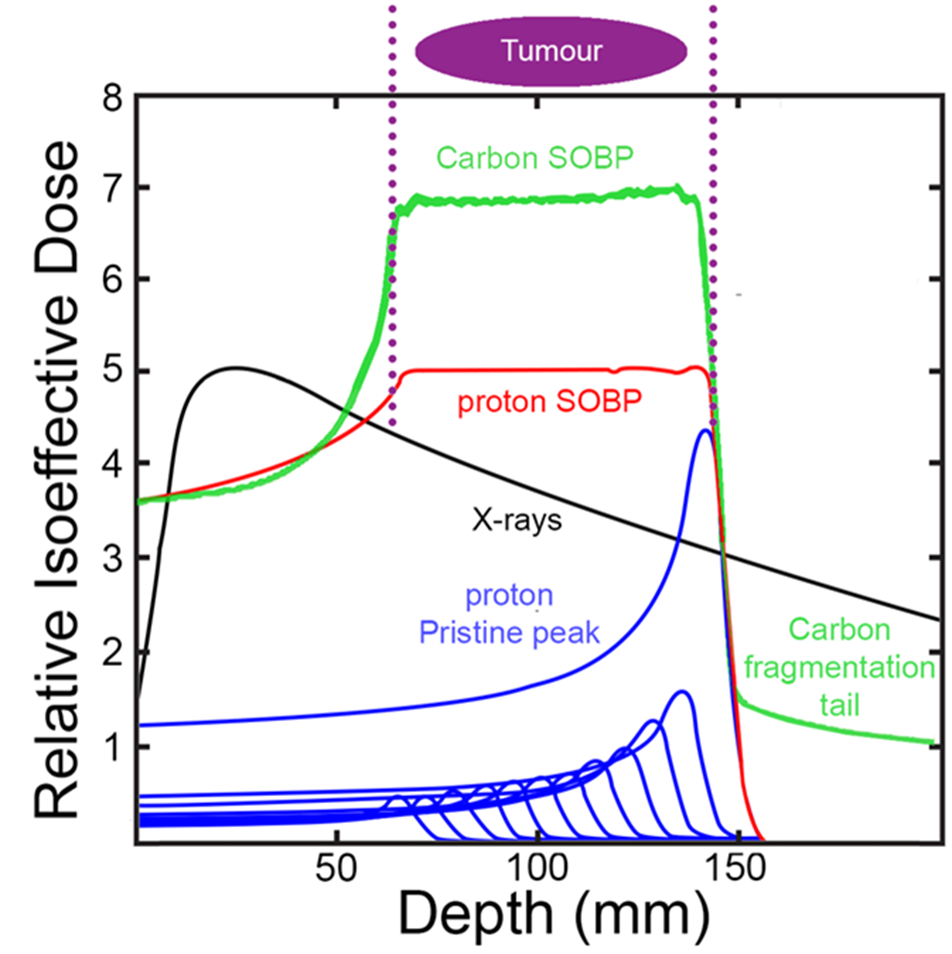 Tumour
Relative Isoeffective Dose
8
7
6
5
4
3
2
1
Carbon SOBP
proton SOBP
X-rays
proton
Pristine peak
Carbon
fragmentation
tail
50 100 150
Depth (mm)